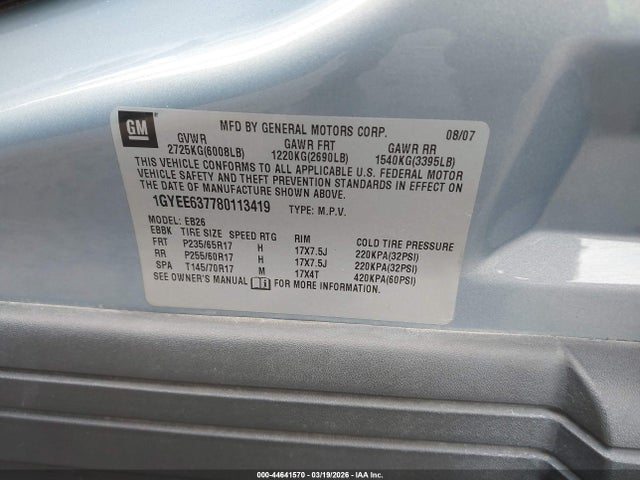 GM
MFD BY GENERAL MOTORS CORP. 08/07
GVWR GAWR FRT GAWR RR
2725KG(6008LB) 1220KG(2690LB) 1540KG(3395LB)
THIS VEHICLE CONFORMS TO ALL APPLICABLE U.S. FEDERAL MOTOR
VEHICLE SAFETY AND THEFT PREVENTION STANDARDS IN EFFECT ON
THE DATE OF MANUFACTURE SHOWN ABOVE.
1GYEE637780113419 TYPE: M.P.V.
MODEL: EB26
EBBK TIRE SIZE SPEED RTG RIM COLD TIRE PRESSURE
FRT P235/65R17 H 17X7.5J 220KPA(32PSI)
RR P255/60R17 H 17X7.5J 220KPA(32PSI)
SPA T145/70R17 M 17X4T 420KPA(60PSI)
SEE OWNER'S MANUAL FOR MORE INFORMATION.
000-44641570 | 03/19/2026 | IAA Inc.